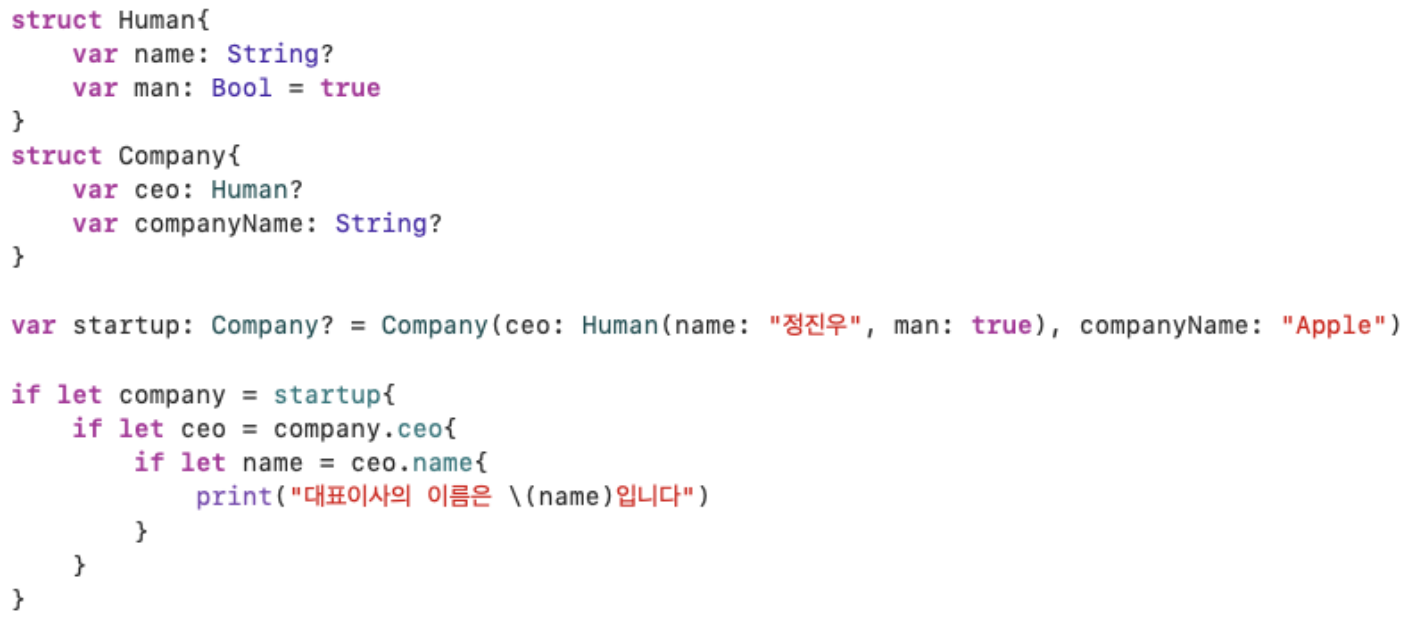 struct Human{
    var name: String?
    var man: Bool = true
}
struct Company{
    var ceo: Human?
    var companyName: String?
}
var startup: Company? = Company(ceo: Human(name: "정진우", man: true), companyName: "Apple")
if let company = startup{
    if let ceo = company.ceo{
        if let name = ceo.name{
            print("대표이사의 이름은 \(name)입니다")
        }
    }
}